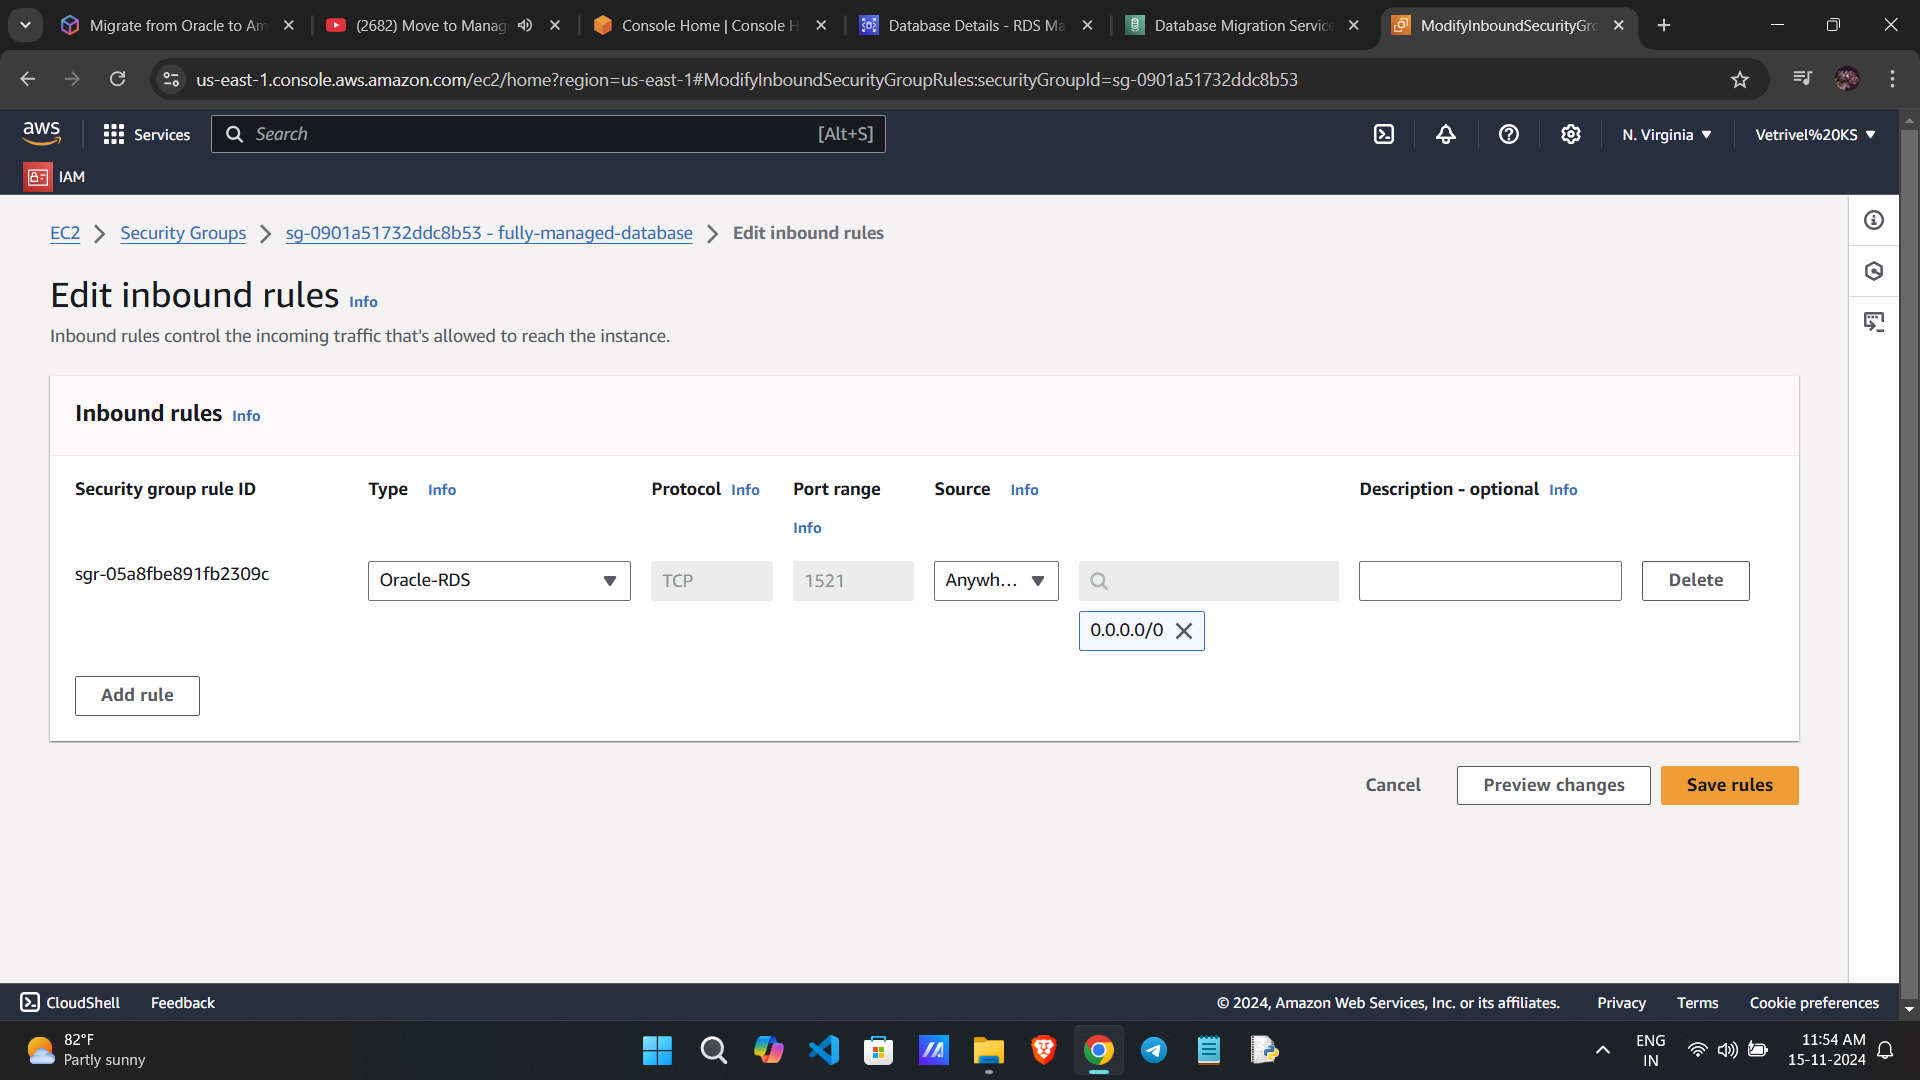 Migrate from Oracle to Am
(2682) Move to Manag
Console Home | Console H
Database Details - RDS Ma
Database Migration Servic
ModifyInboundSecurityGro
us-east-1.console.aws.amazon.com/ec2/home?region=us-east-1#ModifyInboundSecurityGroupRules:securityGroupId=sg-0901a51732ddc8b53
aws
Services
Search
[Alt+S]
N. Virginia
Vetrivel%20KS
IAM
EC2
Security Groups
sg-0901a51732ddc8b53 - fully-managed-database
Edit inbound rules
Edit inbound rules Info
Inbound rules control the incoming traffic that's allowed to reach the instance.
Inbound rules Info
Security group rule ID
Type Info
Protocol Info
Port range
Info
Source Info
Description - optional Info
sgr-05a8fbe891fb2309c
Oracle-RDS
TCP
1521
Anywh...
Delete
0.0.0.0/0
Add rule
Cancel
Preview changes
Save rules
CloudShell
Feedback
© 2024, Amazon Web Services, Inc. or its affiliates.
Privacy
Terms
Cookie preferences
82°F
Partly sunny
ENG
IN
11:54 AM
15-11-2024